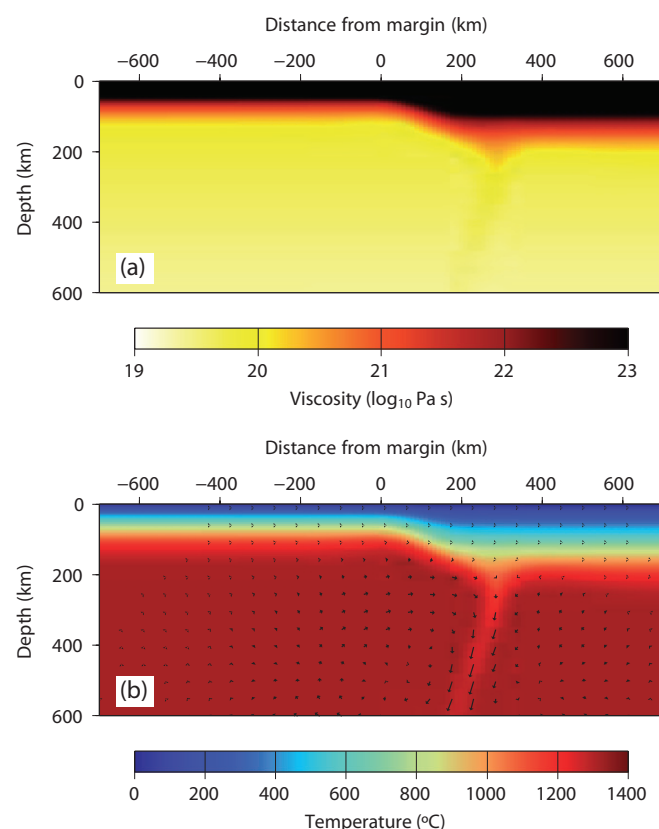 Distance from margin (km)
−600 −400 −200 0 200 400 600
0
200
400
600
Depth (km)
(a)
19 20 21 22 23
Viscosity (log₁₀ Pa s)
Distance from margin (km)
−600 −400 −200 0 200 400 600
0
200
400
600
Depth (km)
(b)
0 200 400 600 800 1000 1200 1400
Temperature (ºC)